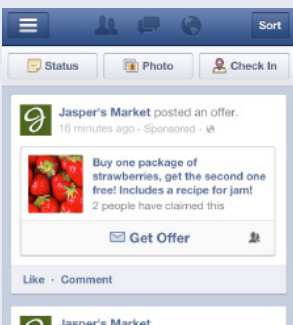 Sort
Status Photo Check In
Jasper's Market posted an offer.
16 minutes ago · Sponsored ·
Buy one package of
strawberries, get the second one
free! Includes a recipe for jam!
2 people have claimed this
Get Offer
Like · Comment
Jasper's Market